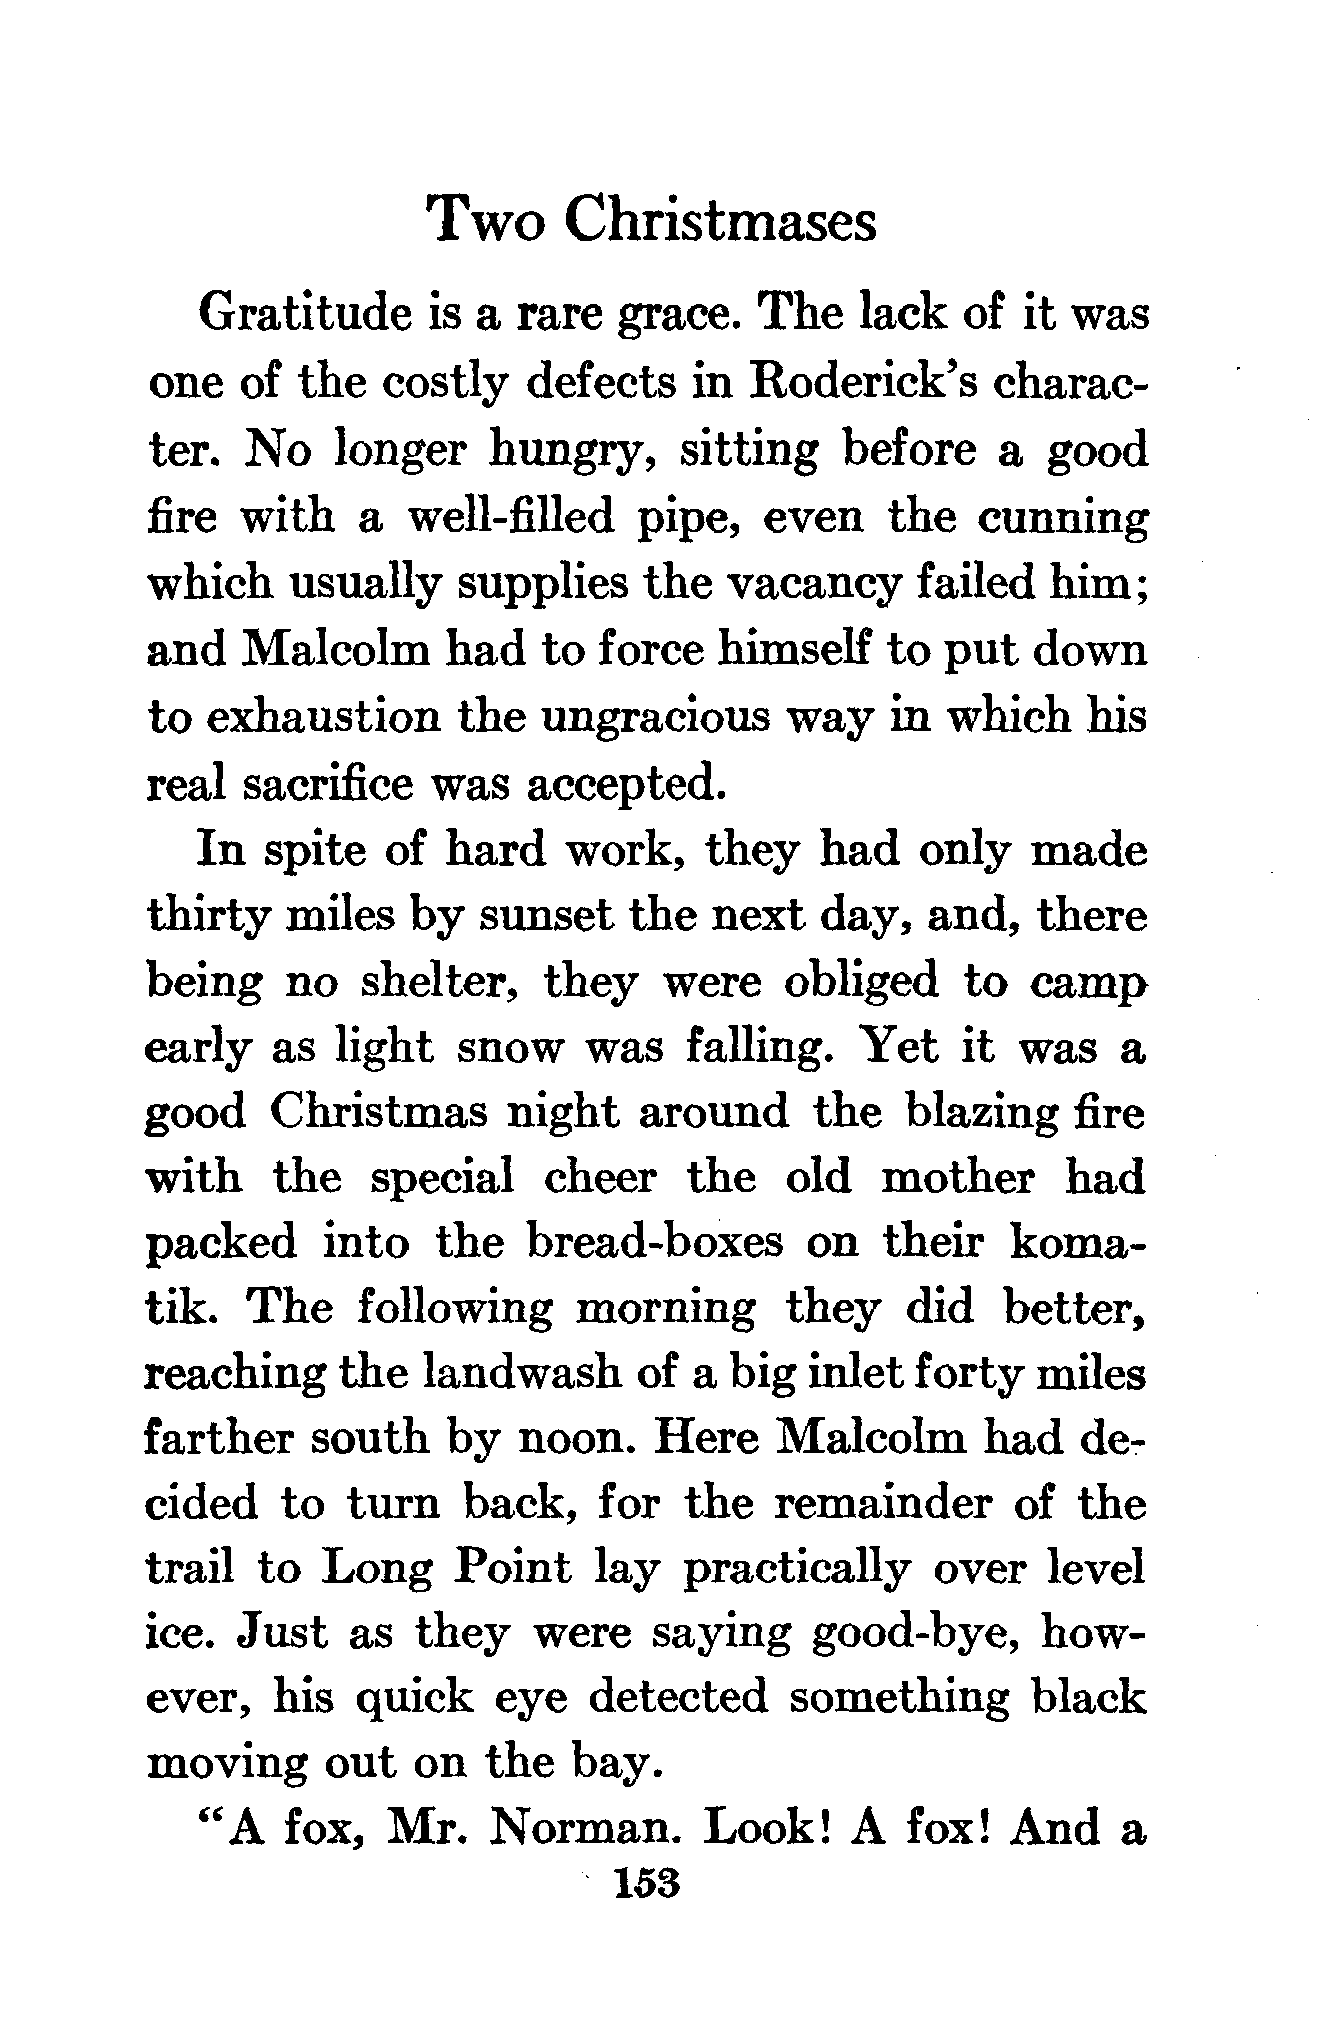 Two Christmases
Gratitude is a rare grace. The lack of it was
one of the costly defects in Roderick's charac-
ter. No longer hungry, sitting before a good
fire with a well-filled pipe, even the cunning
which usually supplies the vacancy failed him;
and Malcolm had to force himself to put down
to exhaustion the ungracious way in which his
real sacrifice was accepted.
In spite of hard work, they had only made
thirty miles by sunset the next day, and, there
being no shelter, they were obliged to camp
early as light snow was falling. Yet it was a
good Christmas night around the blazing fire
with the special cheer the old mother had
packed into the bread-boxes on their koma-
tik. The following morning they did better,
reaching the landwash of a big inlet forty miles
farther south by noon. Here Malcolm had de-
cided to turn back, for the remainder of the
trail to Long Point lay practically over level
ice. Just as they were saying good-bye, how-
ever, his quick eye detected something black
moving out on the bay.
“A fox, Mr. Norman. Look! A fox! And a
153